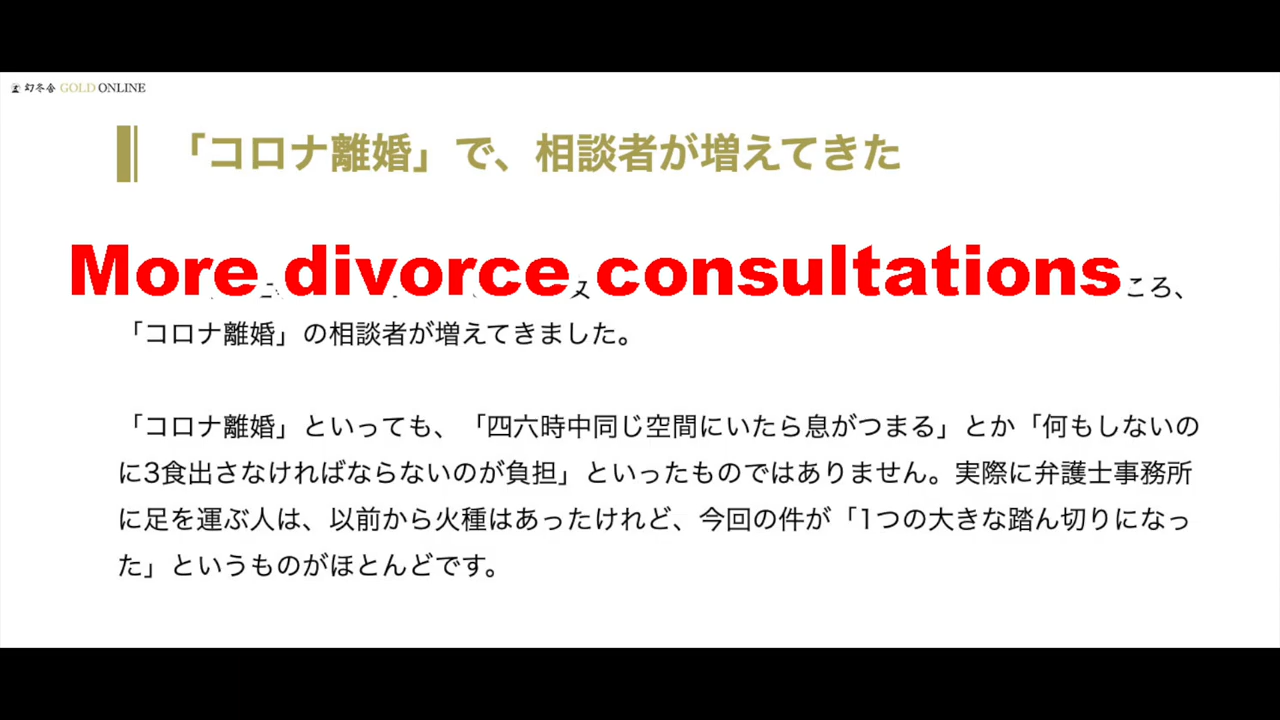 幻冬舎 GOLD ONLINE
「コロナ離婚」で、相談者が増えてきた
More divorce consultations
ころ、
「コロナ離婚」の相談者が増えてきました。
「コロナ離婚」といっても、「四六時中同じ空間にいたら息がつまる」とか「何もしないの
に3食出さなければならないのが負担」といったものではありません。実際に弁護士事務所
に足を運ぶ人は、以前から火種はあったけれど、今回の件が「1つの大きな踏ん切りになっ
た」というものがほとんどです。